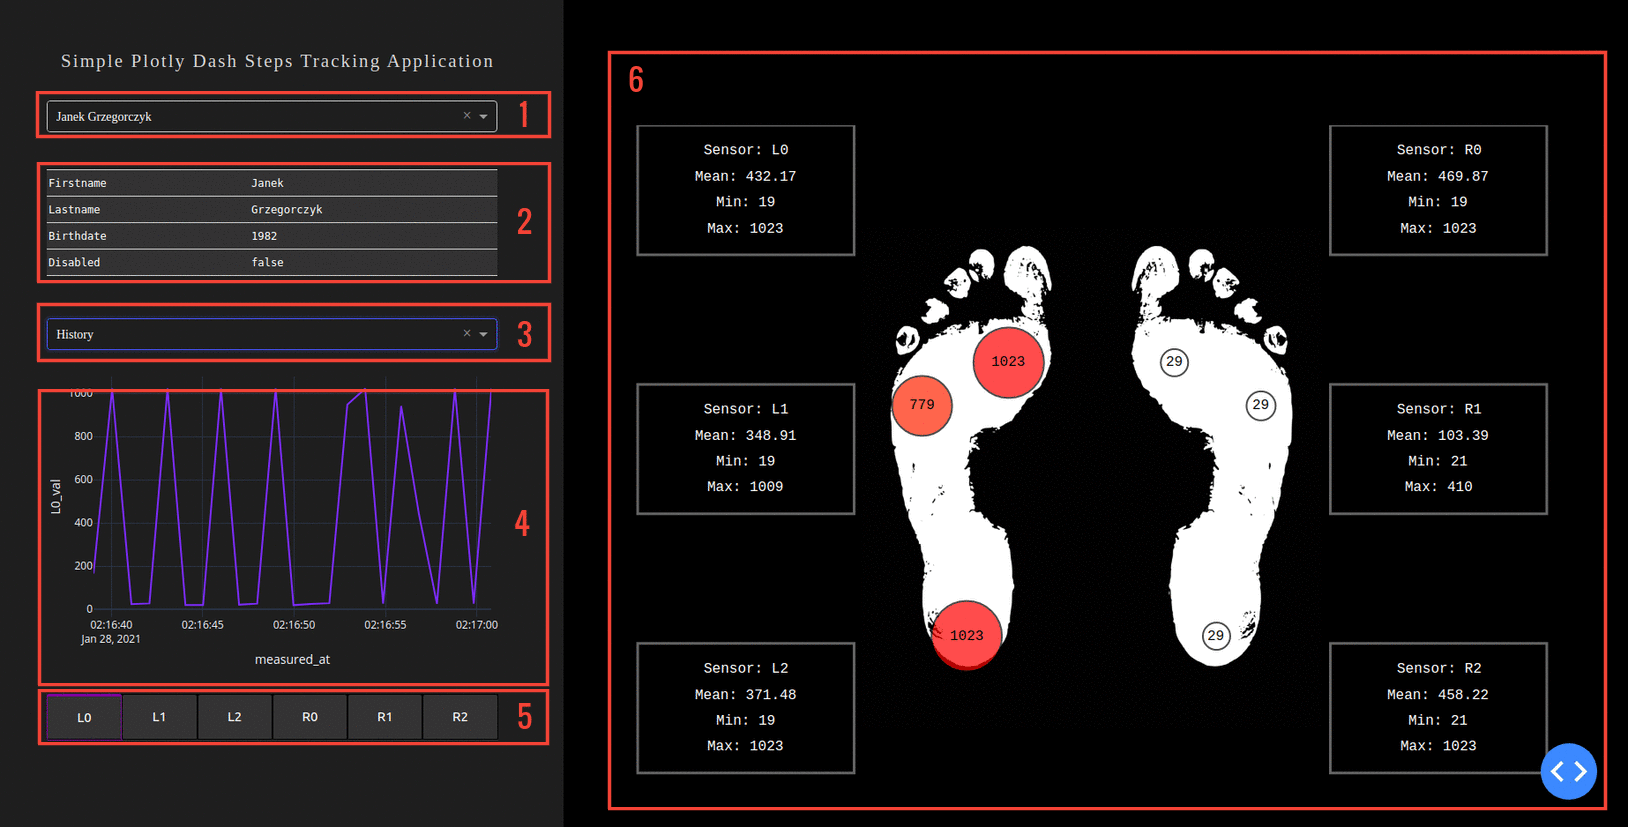 Simple Plotly Dash Steps Tracking Application
Janek Grzegorczyk × 1
Firstname Janek
Lastname Grzegorczyk
2
Birthdate 1982
Disabled false
History × 3
1000
800
600
400
200
0
L0_val
4
02:16:40 02:16:45 02:16:50 02:16:55 02:17:00
Jan 28, 2021
measured_at
L0 L1 L2 R0 R1 R2 5
6
Sensor: L0
Mean: 432.17
Min: 19
Max: 1023
Sensor: R0
Mean: 469.87
Min: 19
Max: 1023
1023
779
29
29
Sensor: L1
Mean: 348.91
Min: 19
Max: 1009
Sensor: R1
Mean: 103.39
Min: 21
Max: 410
1023
29
Sensor: L2
Mean: 371.48
Min: 19
Max: 1023
Sensor: R2
Mean: 458.22
Min: 21
Max: 1023